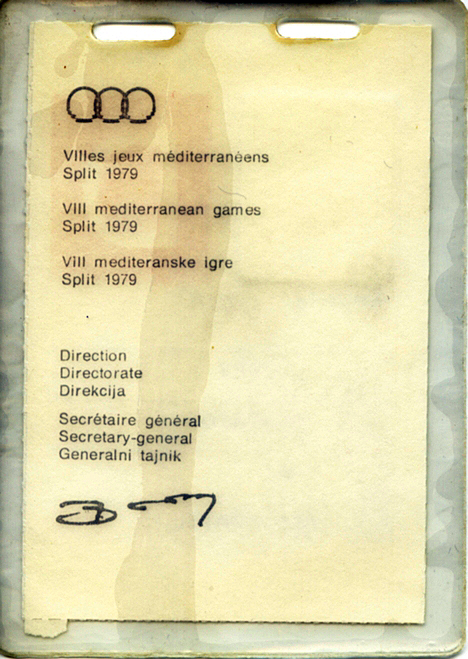 VIIIes jeux méditerranéens
Split 1979
VIII mediterranean games
Split 1979
VIII mediteranske igre
Split 1979
Direction
Directorate
Direkcija
Secrétaire général
Secretary-general
Generalni tajnik